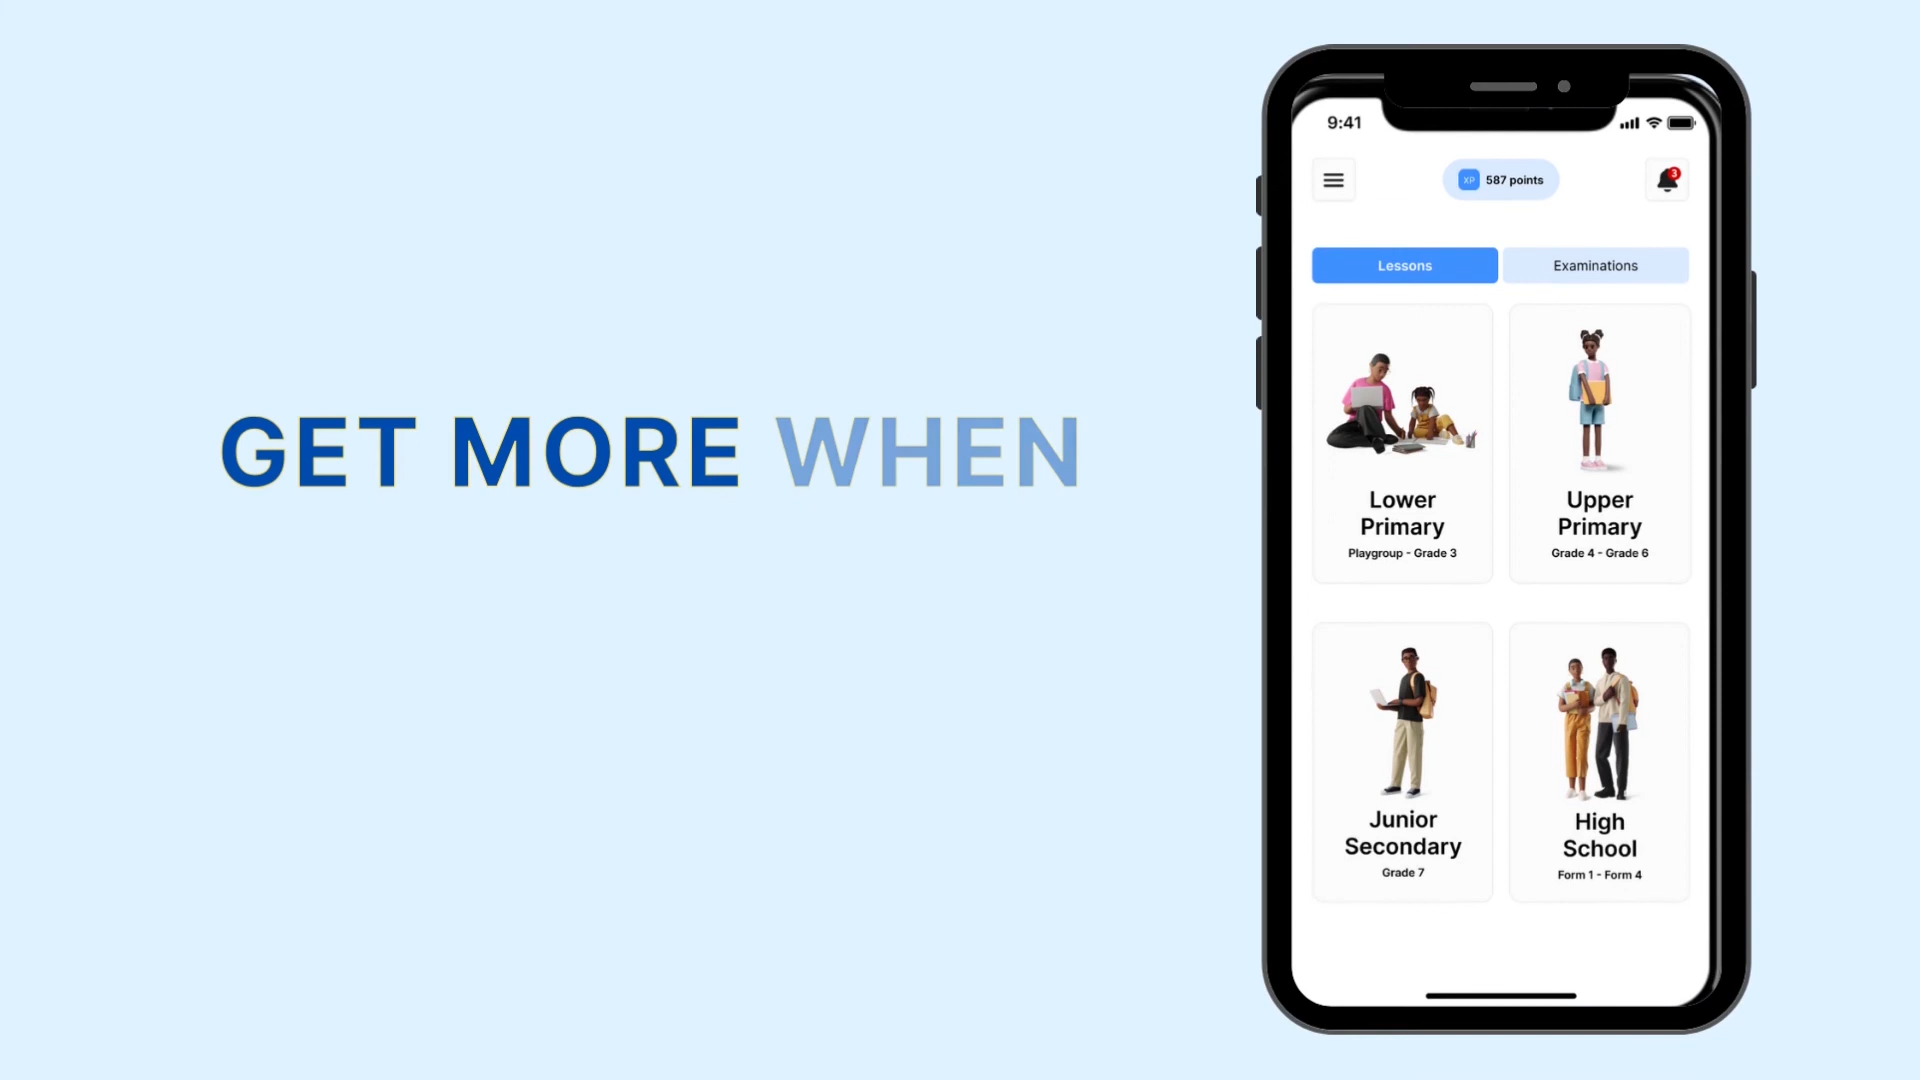 GET MORE WHEN
9:41
XP 587 points
3
Lessons
Examinations
Lower
Primary
Playgroup - Grade 3
Upper
Primary
Grade 4 - Grade 6
Junior
Secondary
Grade 7
High
School
Form 1 - Form 4